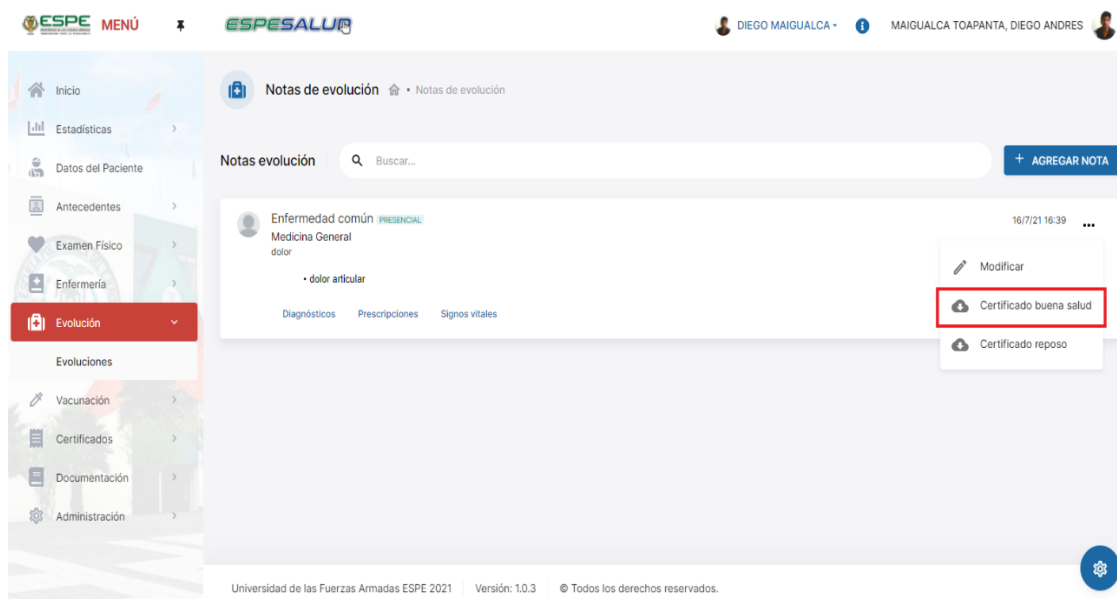 ESPE MENÚ
ESPESALUD
DIEGO MAIGUALCA
MAIGUALCA TOAPANTA, DIEGO ANDRES
Inicio
Estadísticas
Datos del Paciente
Antecedentes
Examen Físico
Enfermería
Evolución
Evoluciones
Vacunación
Certificados
Documentación
Administración
Notas de evolución • Notas de evolución
Notas evolución
Buscar...
+ AGREGAR NOTA
Enfermedad común PRESENCIAL
16/7/21 16:39
Medicina General
dolor
• dolor articular
Diagnósticos Prescripciones Signos vitales
Modificar
Certificado buena salud
Certificado reposo
Universidad de las Fuerzas Armadas ESPE 2021 Versión: 1.0.3 © Todos los derechos reservados.